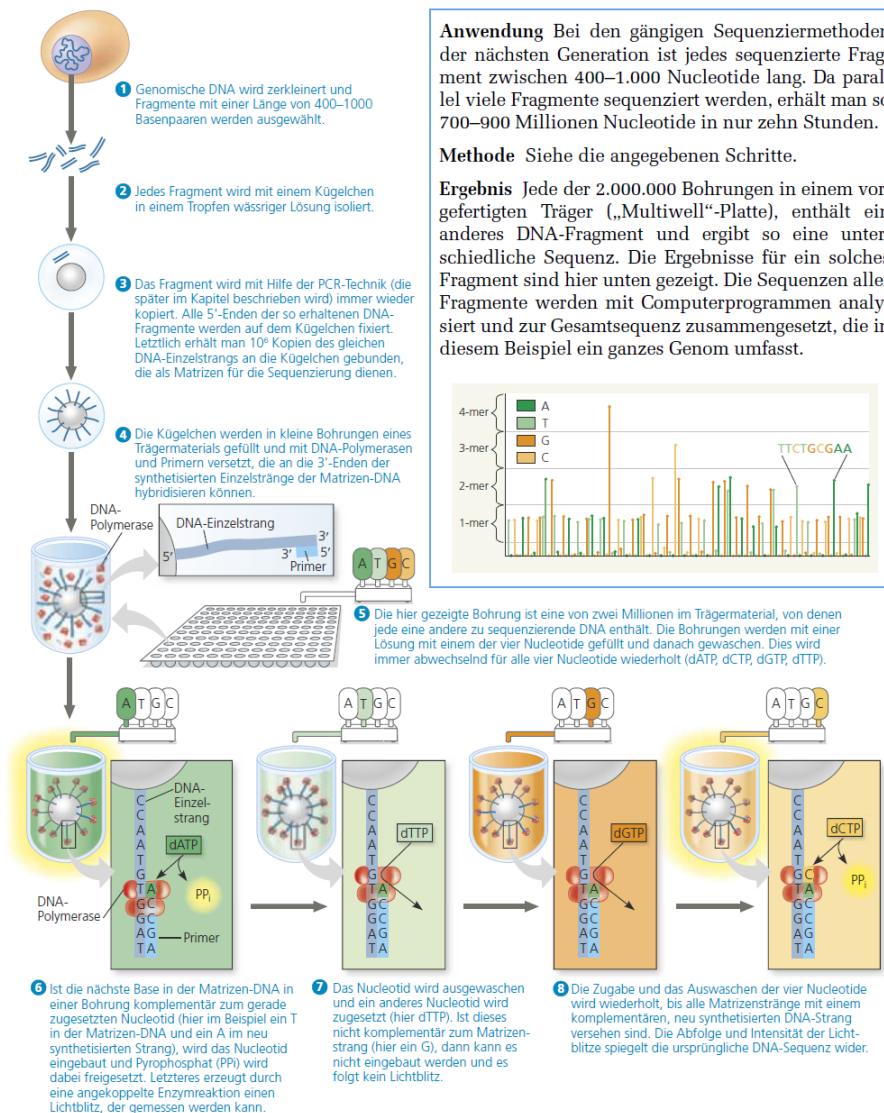 Anwendung Bei den gängigen Sequenziermethoden
der nächsten Generation ist jedes sequenzierte Frag
ment zwischen 400–1.000 Nucleotide lang. Da paral
lel viele Fragmente sequenziert werden, erhält man so
700–900 Millionen Nucleotide in nur zehn Stunden.
Methode Siehe die angegebenen Schritte.
Ergebnis Jede der 2.000.000 Bohrungen in einem vor
gefertigten Träger („Multiwell“-Platte), enthält ein
anderes DNA-Fragment und ergibt so eine unter
schiedliche Sequenz. Die Ergebnisse für ein solches
Fragment sind hier unten gezeigt. Die Sequenzen aller
Fragmente werden mit Computerprogrammen analy
siert und zur Gesamtsequenz zusammengesetzt, die in
diesem Beispiel ein ganzes Genom umfasst.
4-mer
3-mer
2-mer
1-mer
A
T
G
C
TTCTGCGAA
1 Genomische DNA wird zerkleinert und
Fragmente mit einer Länge von 400–1000
Basenpaaren werden ausgewählt.
2 Jedes Fragment wird mit einem Kügelchen
in einem Tropfen wässriger Lösung isoliert.
3 Das Fragment wird mit Hilfe der PCR-Technik (die
später im Kapitel beschrieben wird) immer wieder
kopiert. Alle 5'-Enden der so erhaltenen DNA-
Fragmente werden auf dem Kügelchen fixiert.
Letztlich erhält man 10⁶ Kopien des gleichen
DNA-Einzelstrangs an die Kügelchen gebunden,
die als Matrizen für die Sequenzierung dienen.
4 Die Kügelchen werden in kleine Bohrungen eines
Trägermaterials gefüllt und mit DNA-Polymerasen
und Primern versetzt, die an die 3'-Enden der
synthetisierten Einzelstränge der Matrizen-DNA
hybridisieren können.
DNA-
Polymerase
DNA-Einzelstrang
5'
3'
3'
5'
Primer
A T G C
5 Die hier gezeigte Bohrung ist eine von zwei Millionen im Trägermaterial, von denen
jede eine andere zu sequenzierende DNA enthält. Die Bohrungen werden mit einer
Lösung mit einem der vier Nucleotide gefüllt und danach gewaschen. Dies wird
immer abwechselnd für alle vier Nucleotide wiederholt (dATP, dCTP, dGTP, dTTP).
A T G C
A T G C
A T G C
A T G C
DNA-
Einzel-
strang
C
C
A
A
T
G
T A
G C
G C
A G
T A
dATP
PPi
DNA-
Polymerase
Primer
C
C
A
A
T
G
T A
G C
G C
A G
T A
dTTP
C
C
A
A
T
G
T A
G C
G C
A G
T A
dGTP
C
C
A
A
T
G C
T A
G C
G C
A G
T A
dCTP
PPi
6 Ist die nächste Base in der Matrizen-DNA in
einer Bohrung komplementär zum gerade
zugesetzten Nucleotid (hier im Beispiel ein T
in der Matrizen-DNA und ein A im neu
synthetisierten Strang), wird das Nucleotid
eingebaut und Pyrophosphat (PPi) wird
dabei freigesetzt. Letzteres erzeugt durch
eine angekoppelte Enzymreaktion einen
Lichtblitz, der gemessen werden kann.
7 Das Nucleotid wird ausgewaschen
und ein anderes Nucleotid wird
zugesetzt (hier dTTP). Ist dieses
nicht komplementär zum Matrizen-
strang (hier ein G), dann kann es
nicht eingebaut werden und es
folgt kein Lichtblitz.
8 Die Zugabe und das Auswaschen der vier Nucleotide
wird wiederholt, bis alle Matrizenstränge mit einem
komplementären, neu synthetisierten DNA-Strang
versehen sind. Die Abfolge und Intensität der Licht-
blitze spiegelt die ursprüngliche DNA-Sequenz wider.